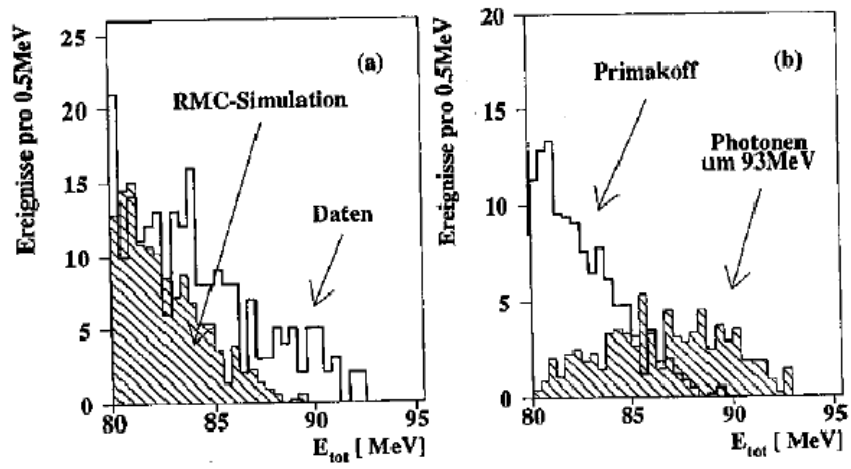 Ereignisse pro 0.5MeV
25
20
15
10
5
0
(a)
RMC-Simulation
Daten
80
85
90
95
E_tot [ MeV]
Ereignisse pro 0.5MeV
20
15
10
5
0
(b)
Primakoff
Photonen
um 93MeV
80
85
90
95
E_tot [ MeV]